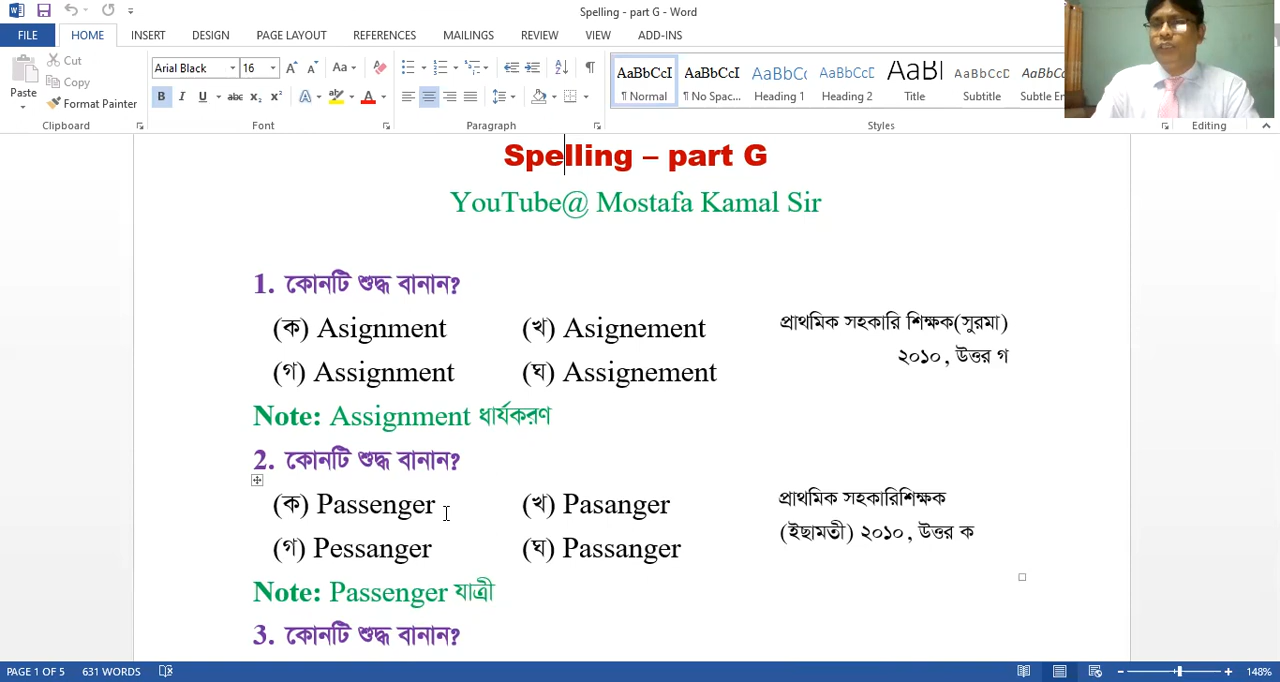 Spelling - part G - Word
FILE HOME INSERT DESIGN PAGE LAYOUT REFERENCES MAILINGS REVIEW VIEW ADD-INS
Cut
Copy
Paste
Format Painter
Clipboard
Arial Black 16
Font
Paragraph
AaBbCcI AaBbCcI AaBbCc AaBbCcI AaBI AaBbCcD AaBbCc
¶ Normal ¶ No Spac... Heading 1 Heading 2 Title Subtitle Subtle Em
Styles
Editing
Spelling – part G
YouTube@ Mostafa Kamal Sir
1. কোনটি শুদ্ধ বানান?
(ক) Asignment (খ) Asignement প্রাথমিক সহকারি শিক্ষক(সুরমা)
(গ) Assignment (ঘ) Assignement ২০১০, উত্তর গ
Note: Assignment ধার্যকরণ
2. কোনটি শুদ্ধ বানান?
(ক) Passenger (খ) Pasanger প্রাথমিক সহকারিশিক্ষক
(গ) Pessanger (ঘ) Passanger (ইছামতী) ২০১০, উত্তর ক
Note: Passenger যাত্রী
3. কোনটি শুদ্ধ বানান?
PAGE 1 OF 5 631 WORDS 148%